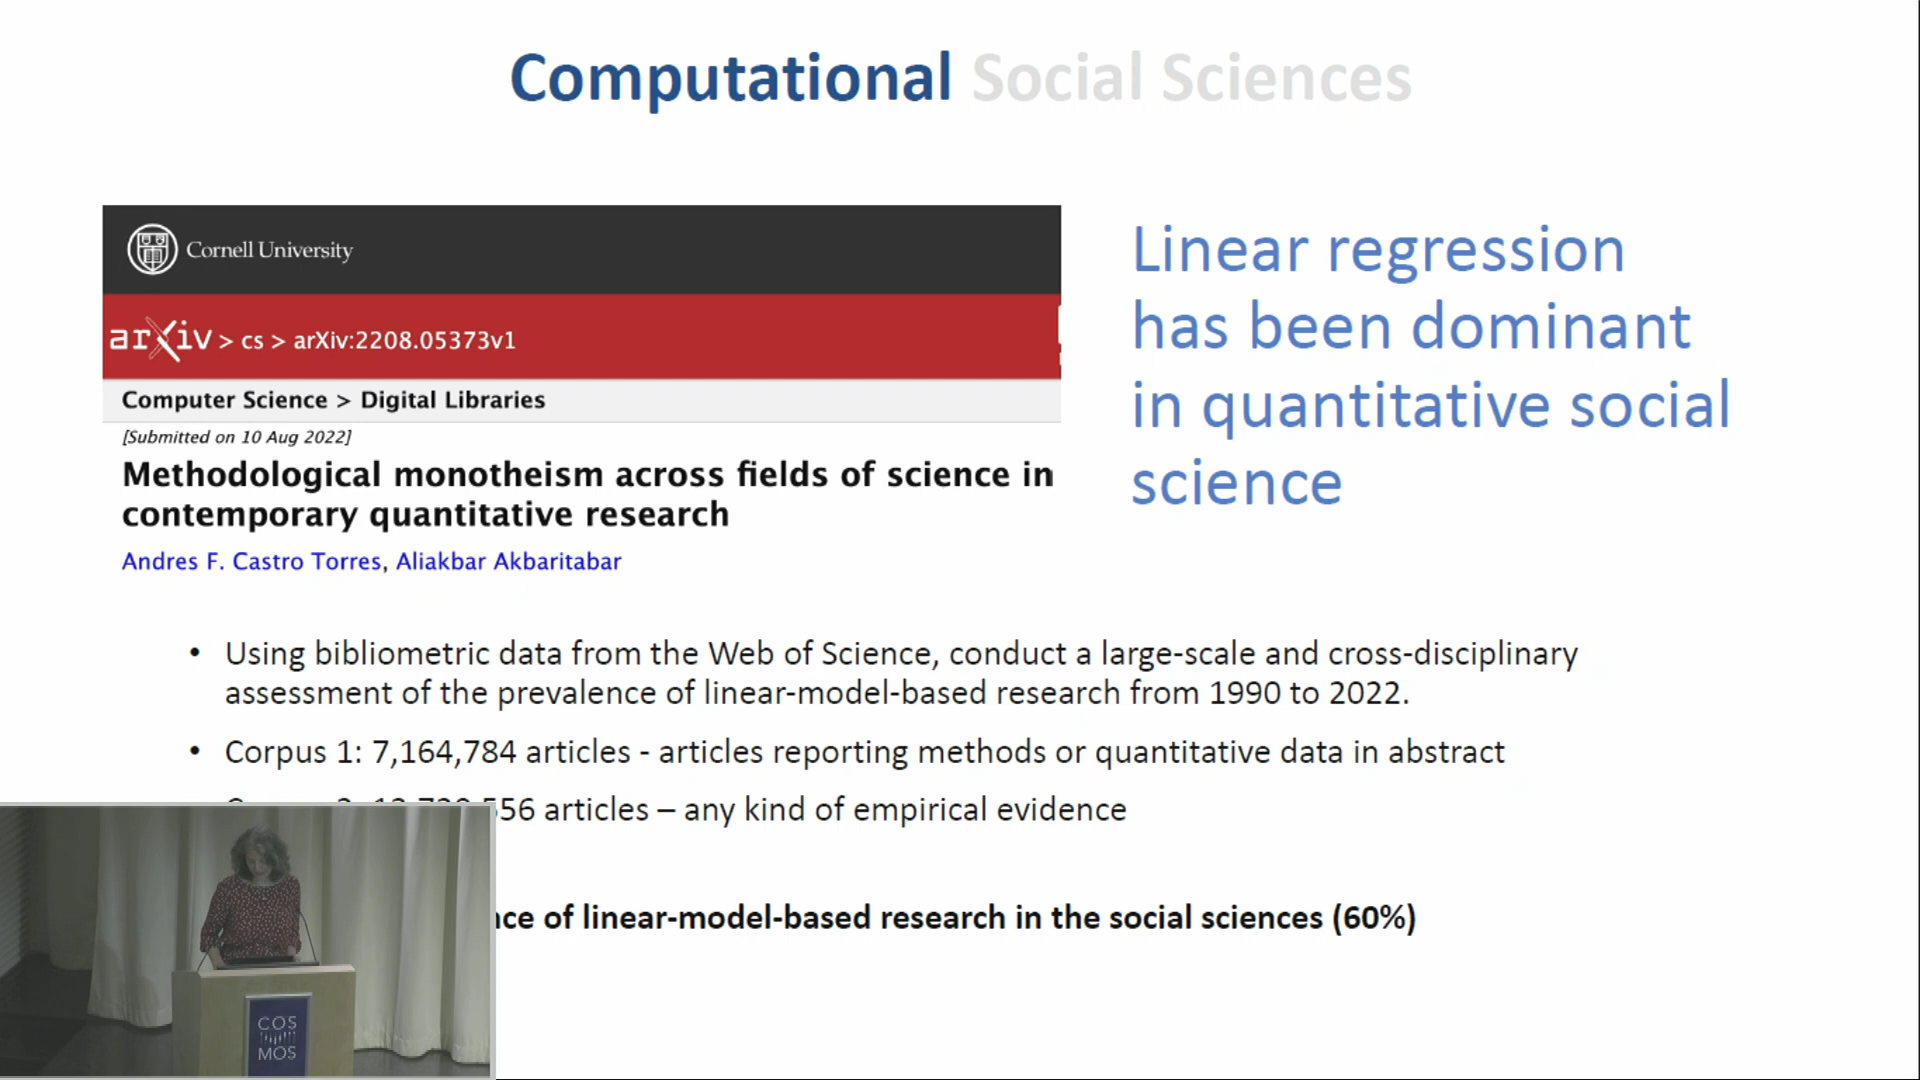 Computational Social Sciences
Cornell University
arXiv > cs > arXiv:2208.05373v1
Computer Science > Digital Libraries
[Submitted on 10 Aug 2022]
Methodological monotheism across fields of science in
contemporary quantitative research
Andres F. Castro Torres, Aliakbar Akbaritabar
Linear regression
has been dominant
in quantitative social
science
• Using bibliometric data from the Web of Science, conduct a large-scale and cross-disciplinary
assessment of the prevalence of linear-model-based research from 1990 to 2022.
• Corpus 1: 7,164,784 articles - articles reporting methods or quantitative data in abstract
articles – any kind of empirical evidence
of linear-model-based research in the social sciences (60%)
COS
MOS